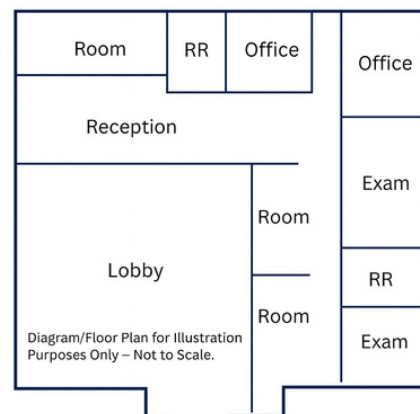 Room
RR
Office
Office
Reception
Exam
Room
Lobby
RR
Room
Diagram/Floor Plan for Illustration
Purposes Only – Not to Scale.
Exam